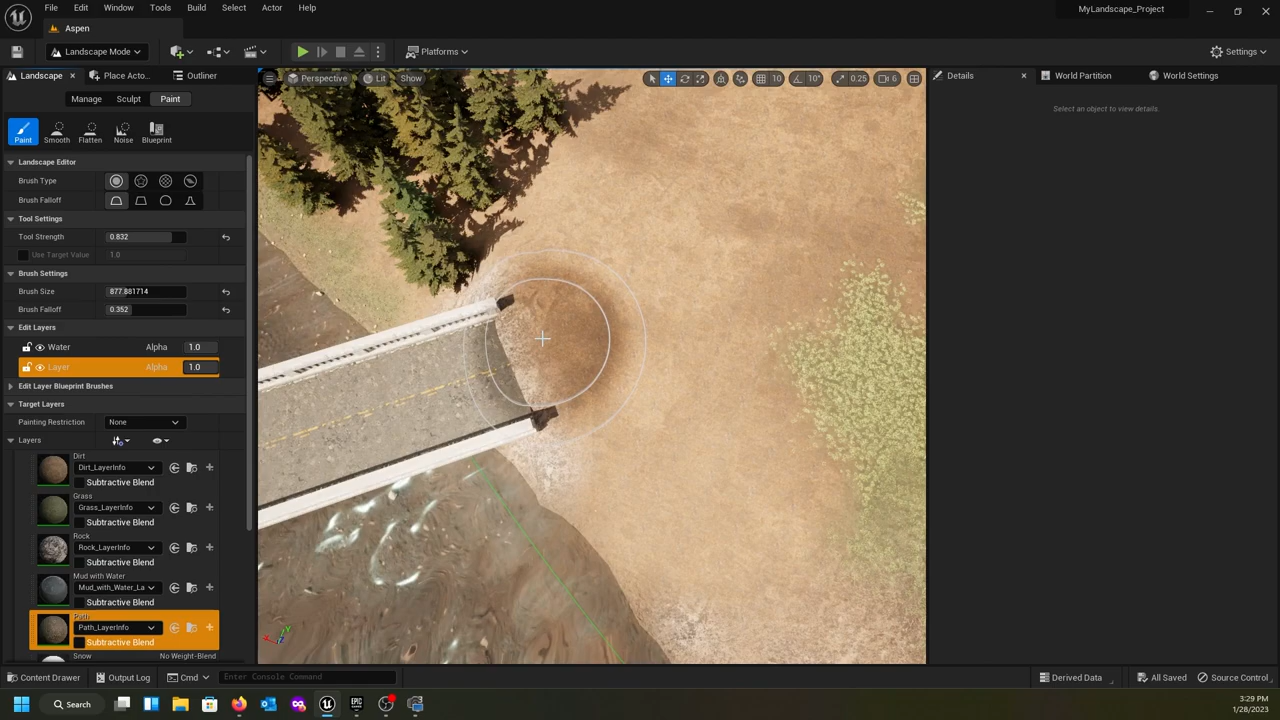 File Edit Window Tools Build Select Actor Help
MyLandscape_Project
Aspen
Landscape Mode
Platforms
Settings
Landscape
Place Acto...
Outliner
Perspective
Lit
Show
10
10°
0.25
6
Details
World Partition
World Settings
Manage Sculpt Paint
Select an object to view details.
Paint Smooth Flatten Noise Blueprint
Landscape Editor
Brush Type
Brush Falloff
Tool Settings
Tool Strength 0.832
Use Target Value 1.0
Brush Settings
Brush Size 877.881714
Brush Falloff 0.352
Edit Layers
Water Alpha 1.0
Layer Alpha 1.0
Edit Layer Blueprint Brushes
Target Layers
Painting Restriction None
Layers
Dirt
Dirt_LayerInfo
Subtractive Blend
Grass
Grass_LayerInfo
Subtractive Blend
Rock
Rock_LayerInfo
Subtractive Blend
Mud with Water
Mud_with_Water_La
Subtractive Blend
Path
Path_LayerInfo
Subtractive Blend
Snow No Weight-Blend
Content Drawer
Output Log
Cmd
Enter Console Command
Derived Data
All Saved
Source Control
Search
3:29 PM
1/28/2023